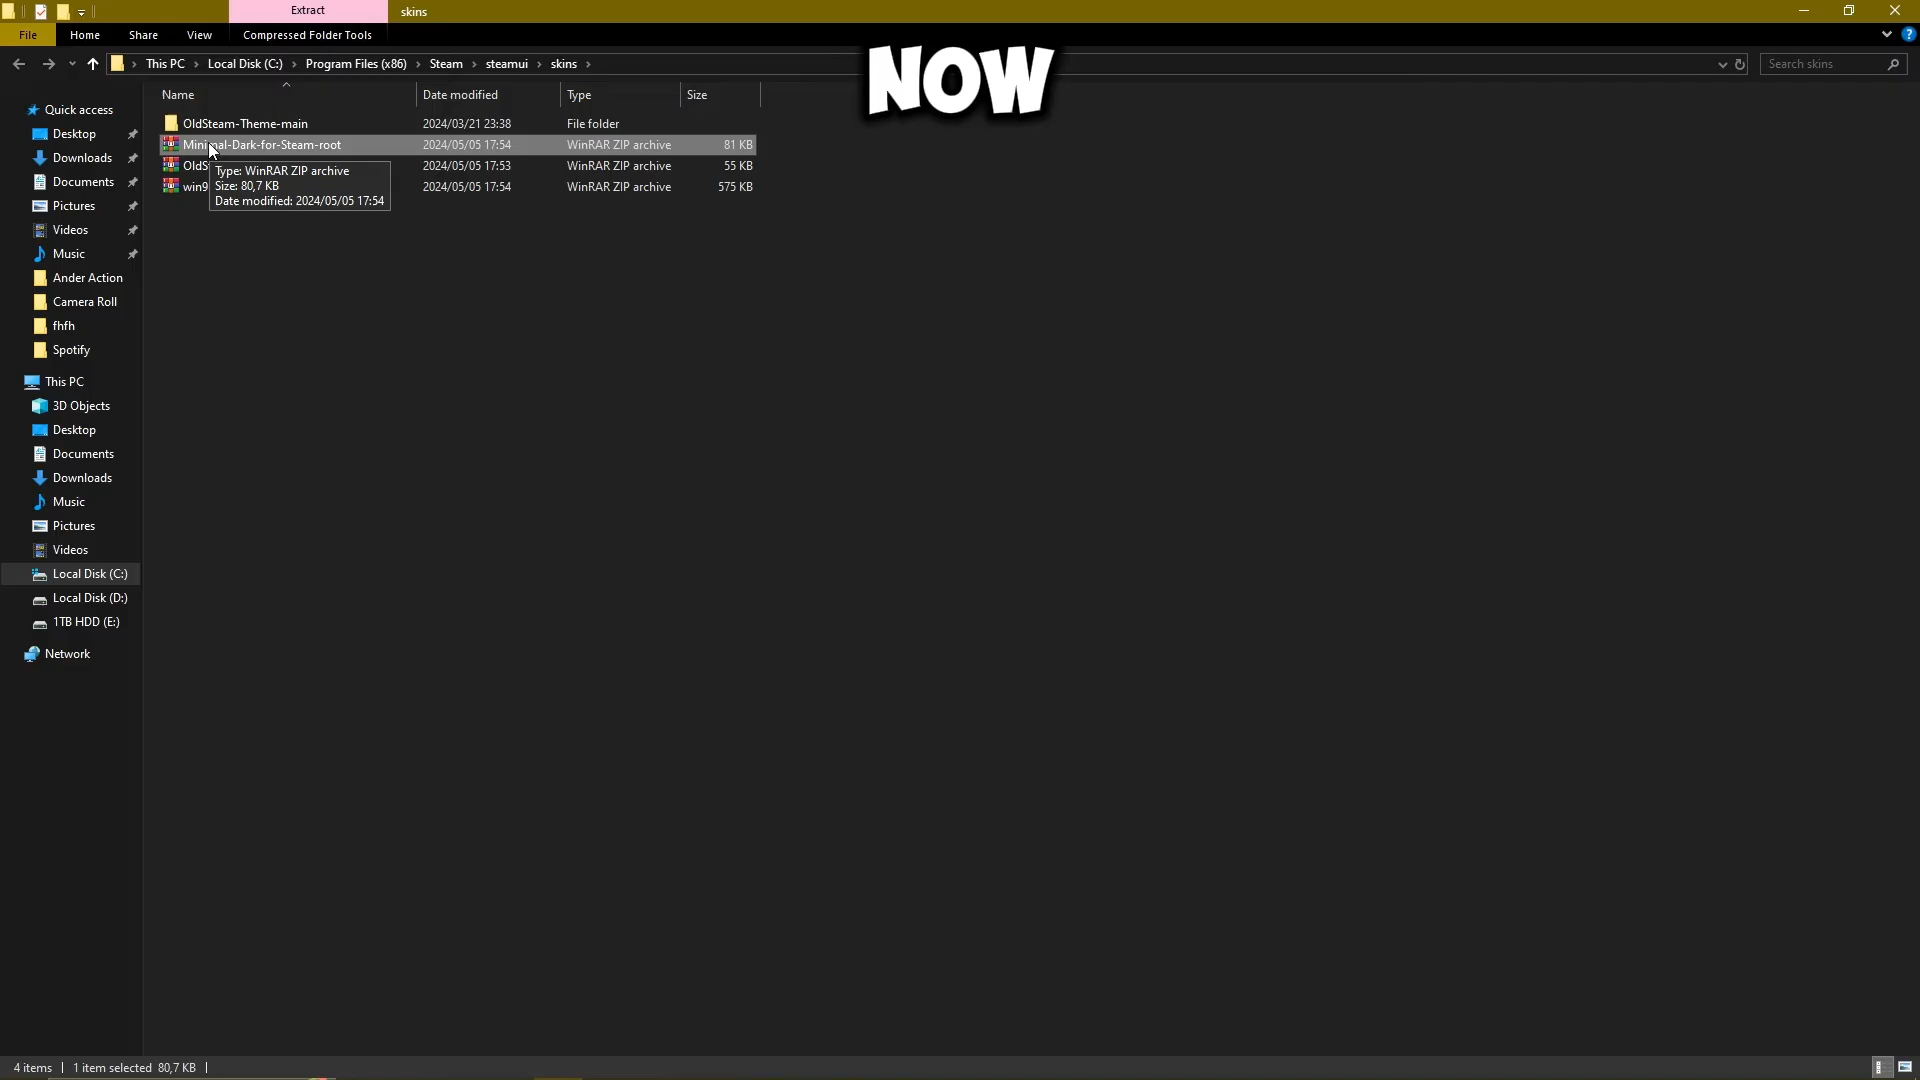 Extract
skins
File
Home
Share
View
Compressed Folder Tools
This PC
Local Disk (C:)
Program Files (x86)
Steam
steamui
skins
NOW
Search skins
Name
Date modified
Type
Size
OldSteam-Theme-main
2024/03/21 23:38
File folder
Minimal-Dark-for-Steam-root
2024/05/05 17:54
WinRAR ZIP archive
81 KB
OldS
2024/05/05 17:53
WinRAR ZIP archive
55 KB
win9
2024/05/05 17:54
WinRAR ZIP archive
575 KB
Type: WinRAR ZIP archive
Size: 80,7 KB
Date modified: 2024/05/05 17:54
Quick access
Desktop
Downloads
Documents
Pictures
Videos
Music
Ander Action
Camera Roll
fhfh
Spotify
This PC
3D Objects
Desktop
Documents
Downloads
Music
Pictures
Videos
Local Disk (C:)
Local Disk (D:)
1TB HDD (E:)
Network
4 items
1 item selected 80,7 KB